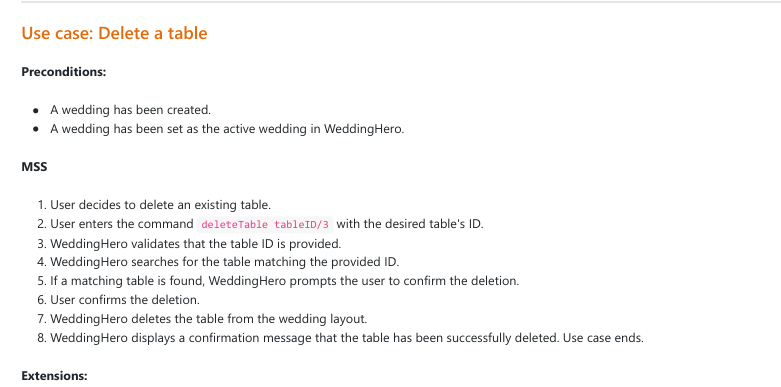 Use case: Delete a table
Preconditions:
• A wedding has been created.
• A wedding has been set as the active wedding in WeddingHero.
MSS
1. User decides to delete an existing table.
2. User enters the command deleteTable tableID/3 with the desired table's ID.
3. WeddingHero validates that the table ID is provided.
4. WeddingHero searches for the table matching the provided ID.
5. If a matching table is found, WeddingHero prompts the user to confirm the deletion.
6. User confirms the deletion.
7. WeddingHero deletes the table from the wedding layout.
8. WeddingHero displays a confirmation message that the table has been successfully deleted. Use case ends.
Extensions: